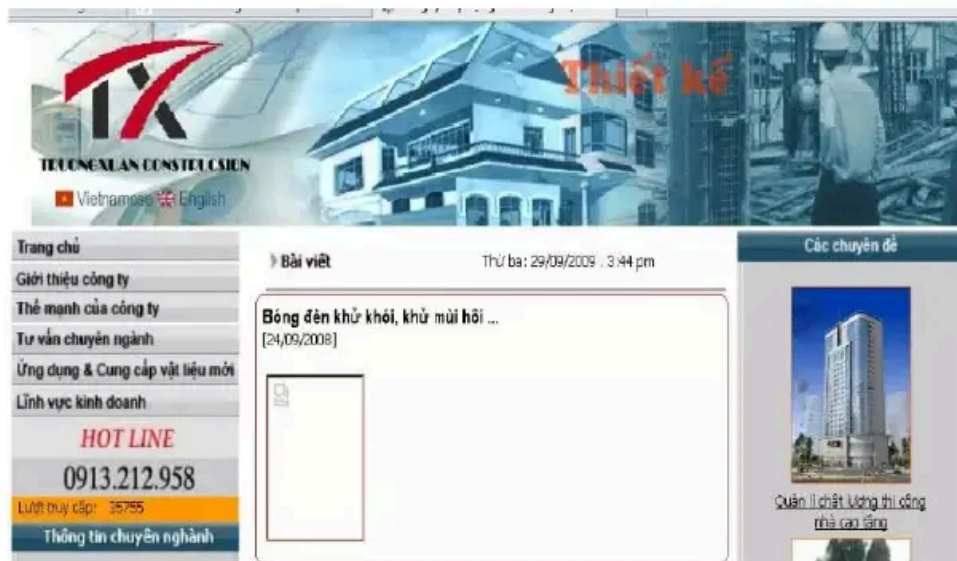 Thiết kế
TRUONGXUAN CONSTRUCSION
Vietnamese English
Trang chủ
Giới thiệu công ty
Thế mạnh của công ty
Tư vấn chuyên ngành
Ứng dụng & Cung cấp vật liệu mới
Lĩnh vực kinh doanh
HOT LINE
0913.212.958
Lượt truy cập: 35755
Thông tin chuyên nghành
Bài viết
Thứ ba: 29/09/2009 . 3:44 pm
Bóng đèn khử khói, khử mùi hôi ...
[24/09/2008]
Các chuyên đề
Quản lí chất lượng thi công
nhà cao tầng